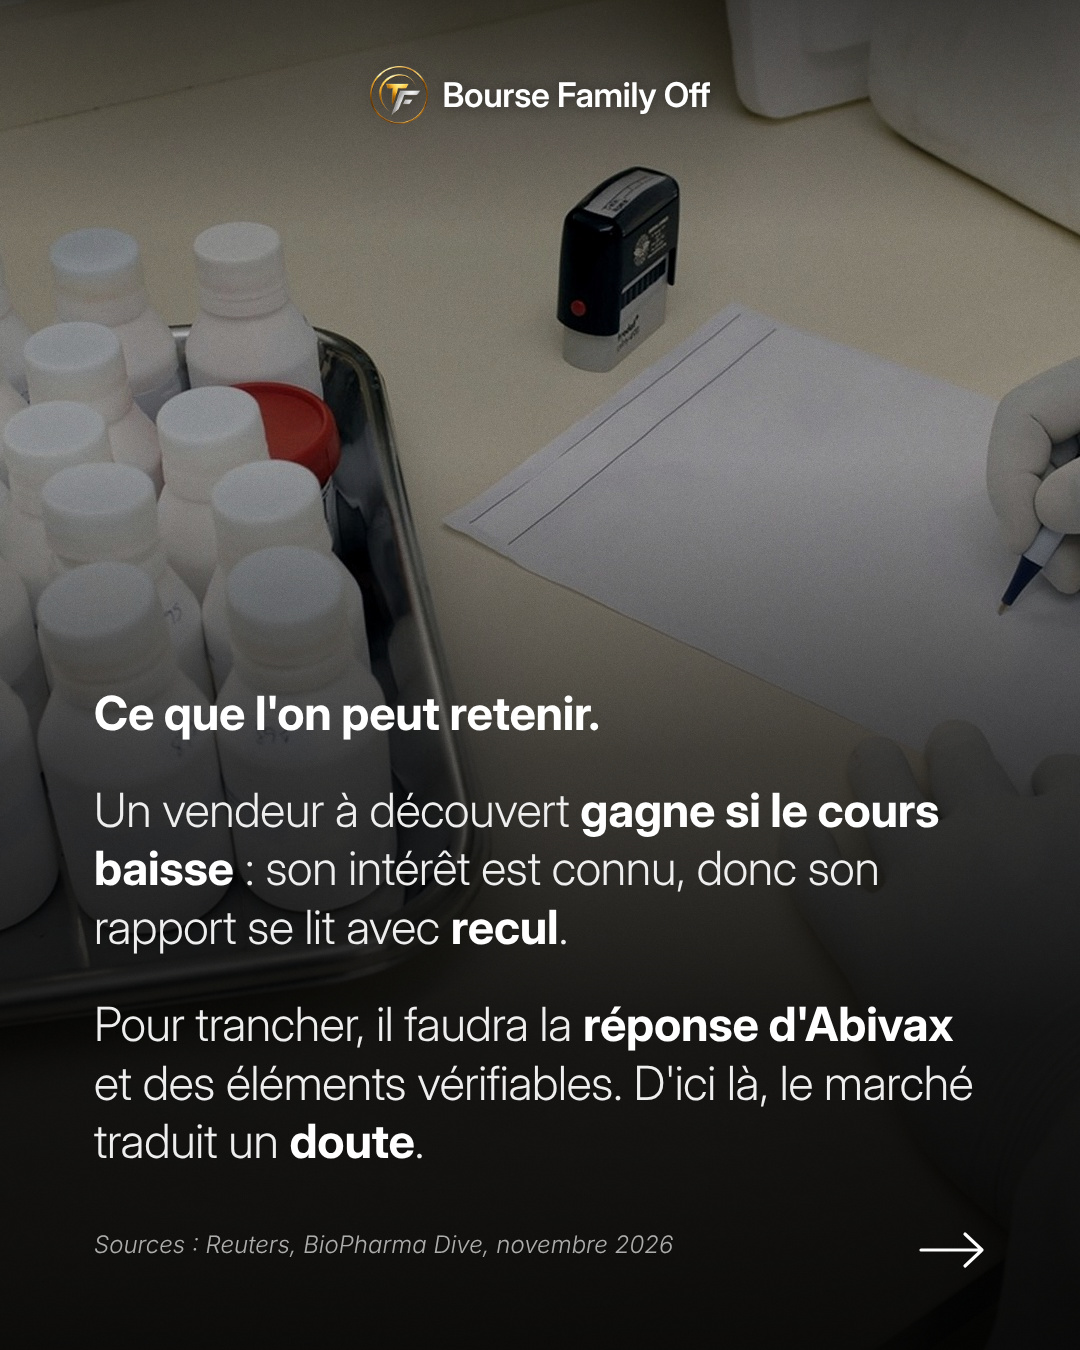 Bourse Family Off
Ce que l'on peut retenir.
Un vendeur à découvert gagne si le cours
baisse : son intérêt est connu, donc son
rapport se lit avec recul.
Pour trancher, il faudra la réponse d'Abivax
et des éléments vérifiables. D'ici là, le marché
traduit un doute.
Sources : Reuters, BioPharma Dive, novembre 2026